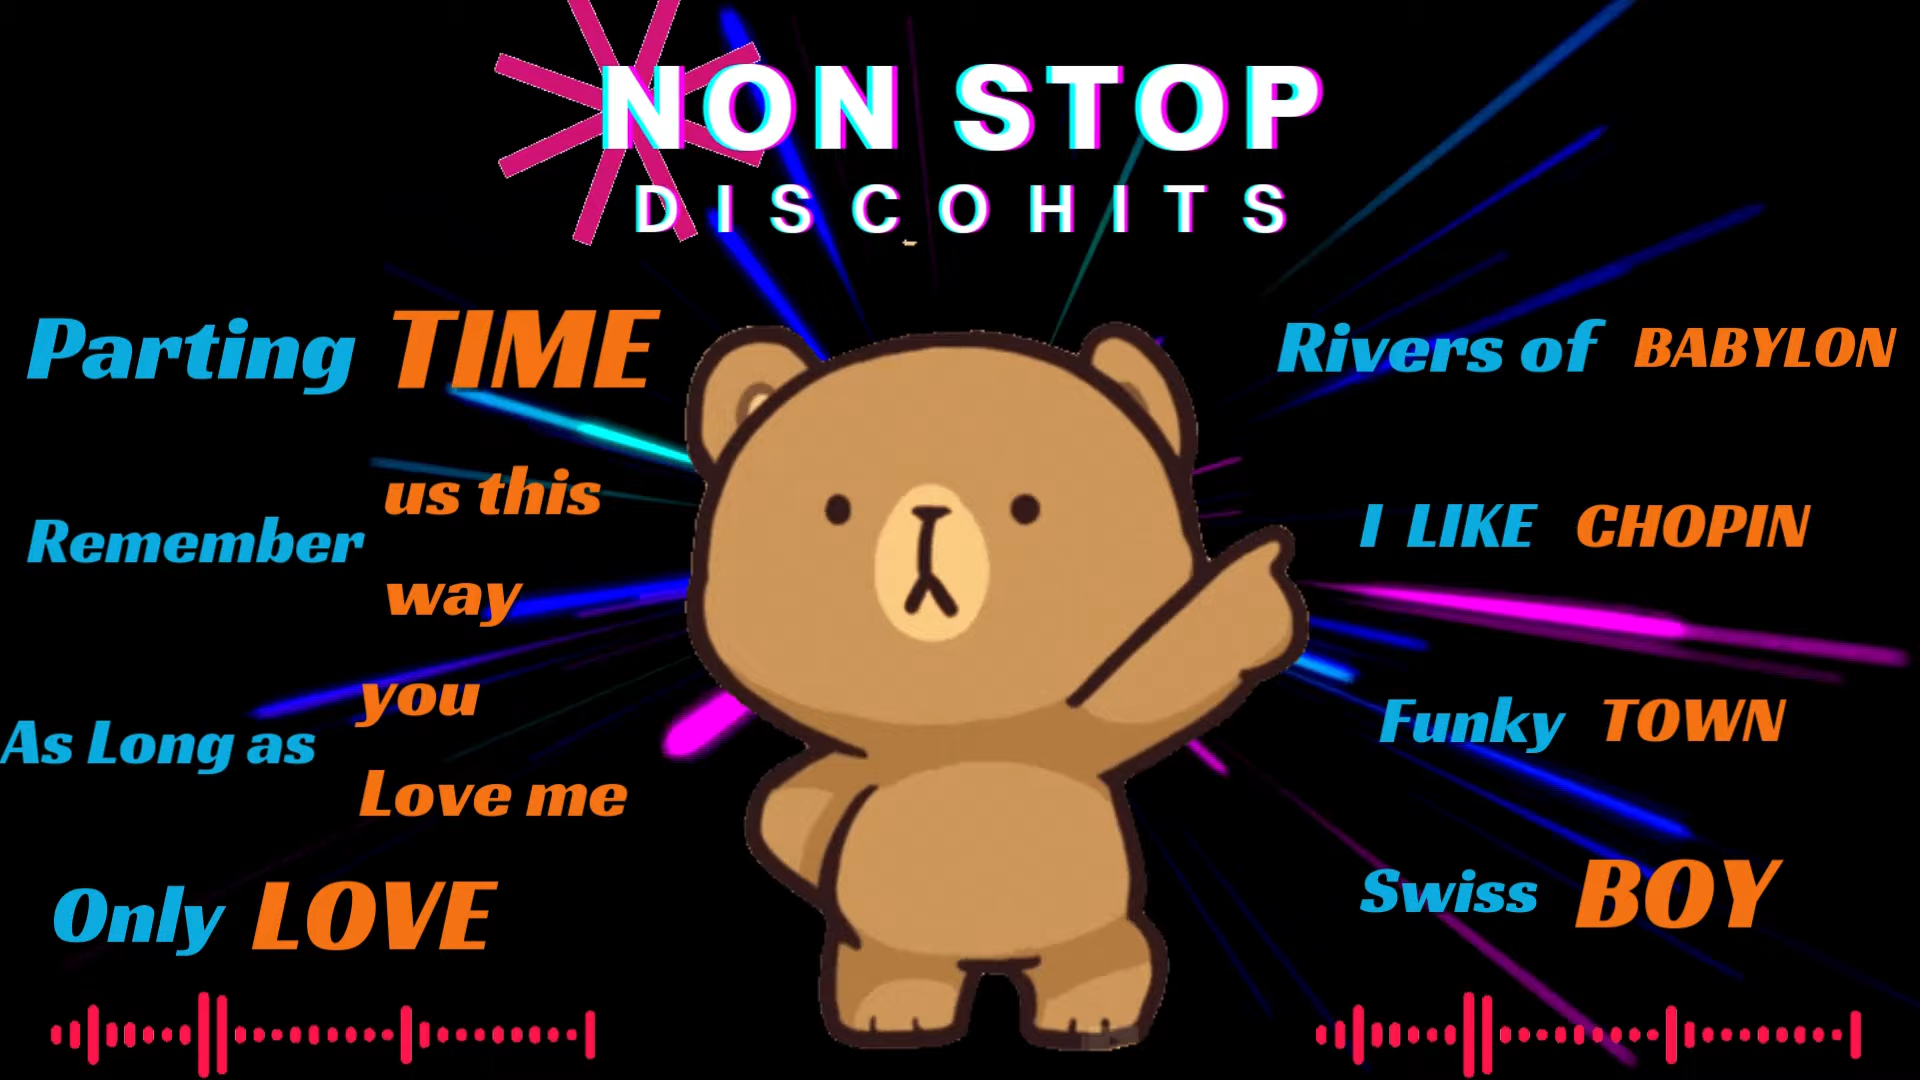 NON STOP
DISCOHITS
Parting TIME
Remember us this
way
As Long as you
Love me
Only LOVE
Rivers of BABYLON
I LIKE CHOPIN
Funky TOWN
Swiss BOY